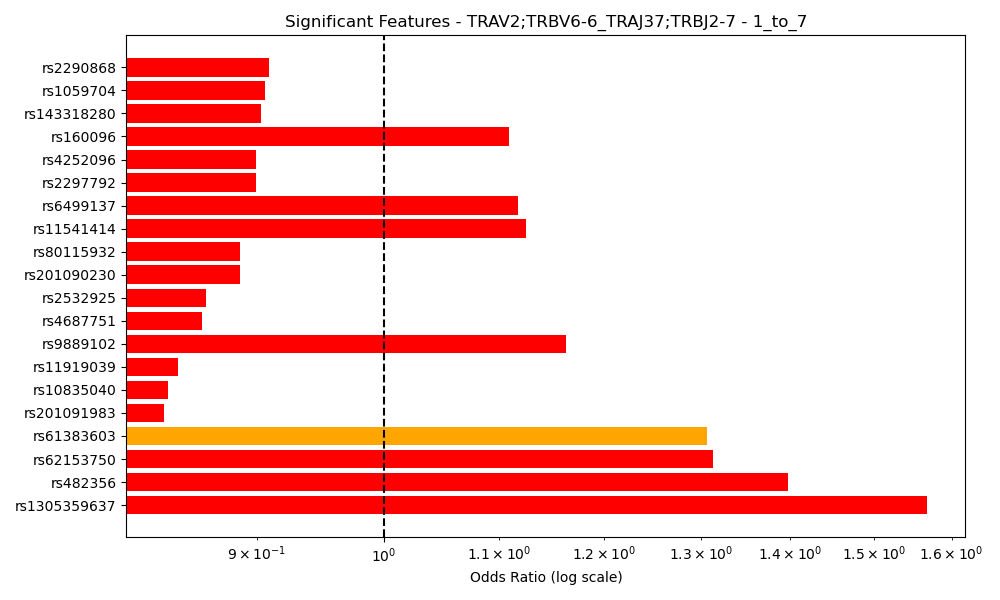 Significant Features - TRAV2;TRBV6-6_TRAJ37;TRBJ2-7 - 1_to_7
rs2290868
rs1059704
rs143318280
rs160096
rs4252096
rs2297792
rs6499137
rs11541414
rs80115932
rs201090230
rs2532925
rs4687751
rs9889102
rs11919039
rs10835040
rs201091983
rs61383603
rs62153750
rs482356
rs1305359637
9 × 10⁻¹ 10⁰ 1.1 × 10⁰ 1.2 × 10⁰ 1.3 × 10⁰ 1.4 × 10⁰ 1.5 × 10⁰ 1.6 × 10⁰
Odds Ratio (log scale)